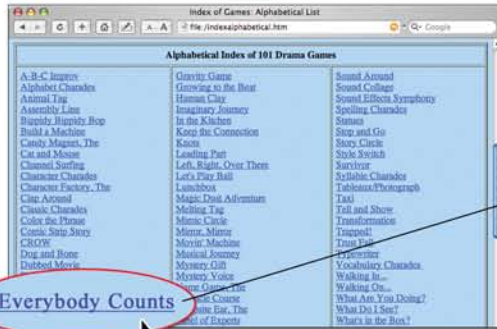 Index of Games: Alphabetical List
A A
file:/indexalphabetical.htm
Q- Google
Alphabetical Index of 101 Drama Games
A-B-C Improv
Alphabet Charades
Animal Tag
Assembly Line
Bippidy Bippidy Bop
Build a Machine
Candy Magnet, The
Cat and Mouse
Channel Surfing
Character Charades
Character Factory, The
Clap Around
Classic Charades
Color the Phrase
Comic Strip Story
CROW
Dog and Bone
Dubbed Movie
Everybody Counts
Gravity Game
Growing to the Beat
Human Clay
Imaginary Journey
In the Kitchen
Keep the Connection
Knots
Leading Part
Left, Right, Over There
Let's Play Ball
Lunchbox
Magic Dust Adventure
Melting Tag
Mimic Circle
Mirror, Mirror
Movin' Machine
Musical Journey
Mystery Gift
Mystery Voice
Game, The
Course
Ear, The
of Experts
Sound Around
Sound Collage
Sound Effects Symphony
Spelling Charades
Statues
Stop and Go
Story Circle
Style Switch
Survivor
Syllable Charades
Tableaux/Photograph
Taxi
Tell and Show
Transformation
Trapped!
Trust Fall
Typewriter
Vocabulary Charades
Walking In...
Walking On...
What Are You Doing?
What Do I See?
What's in the Box?